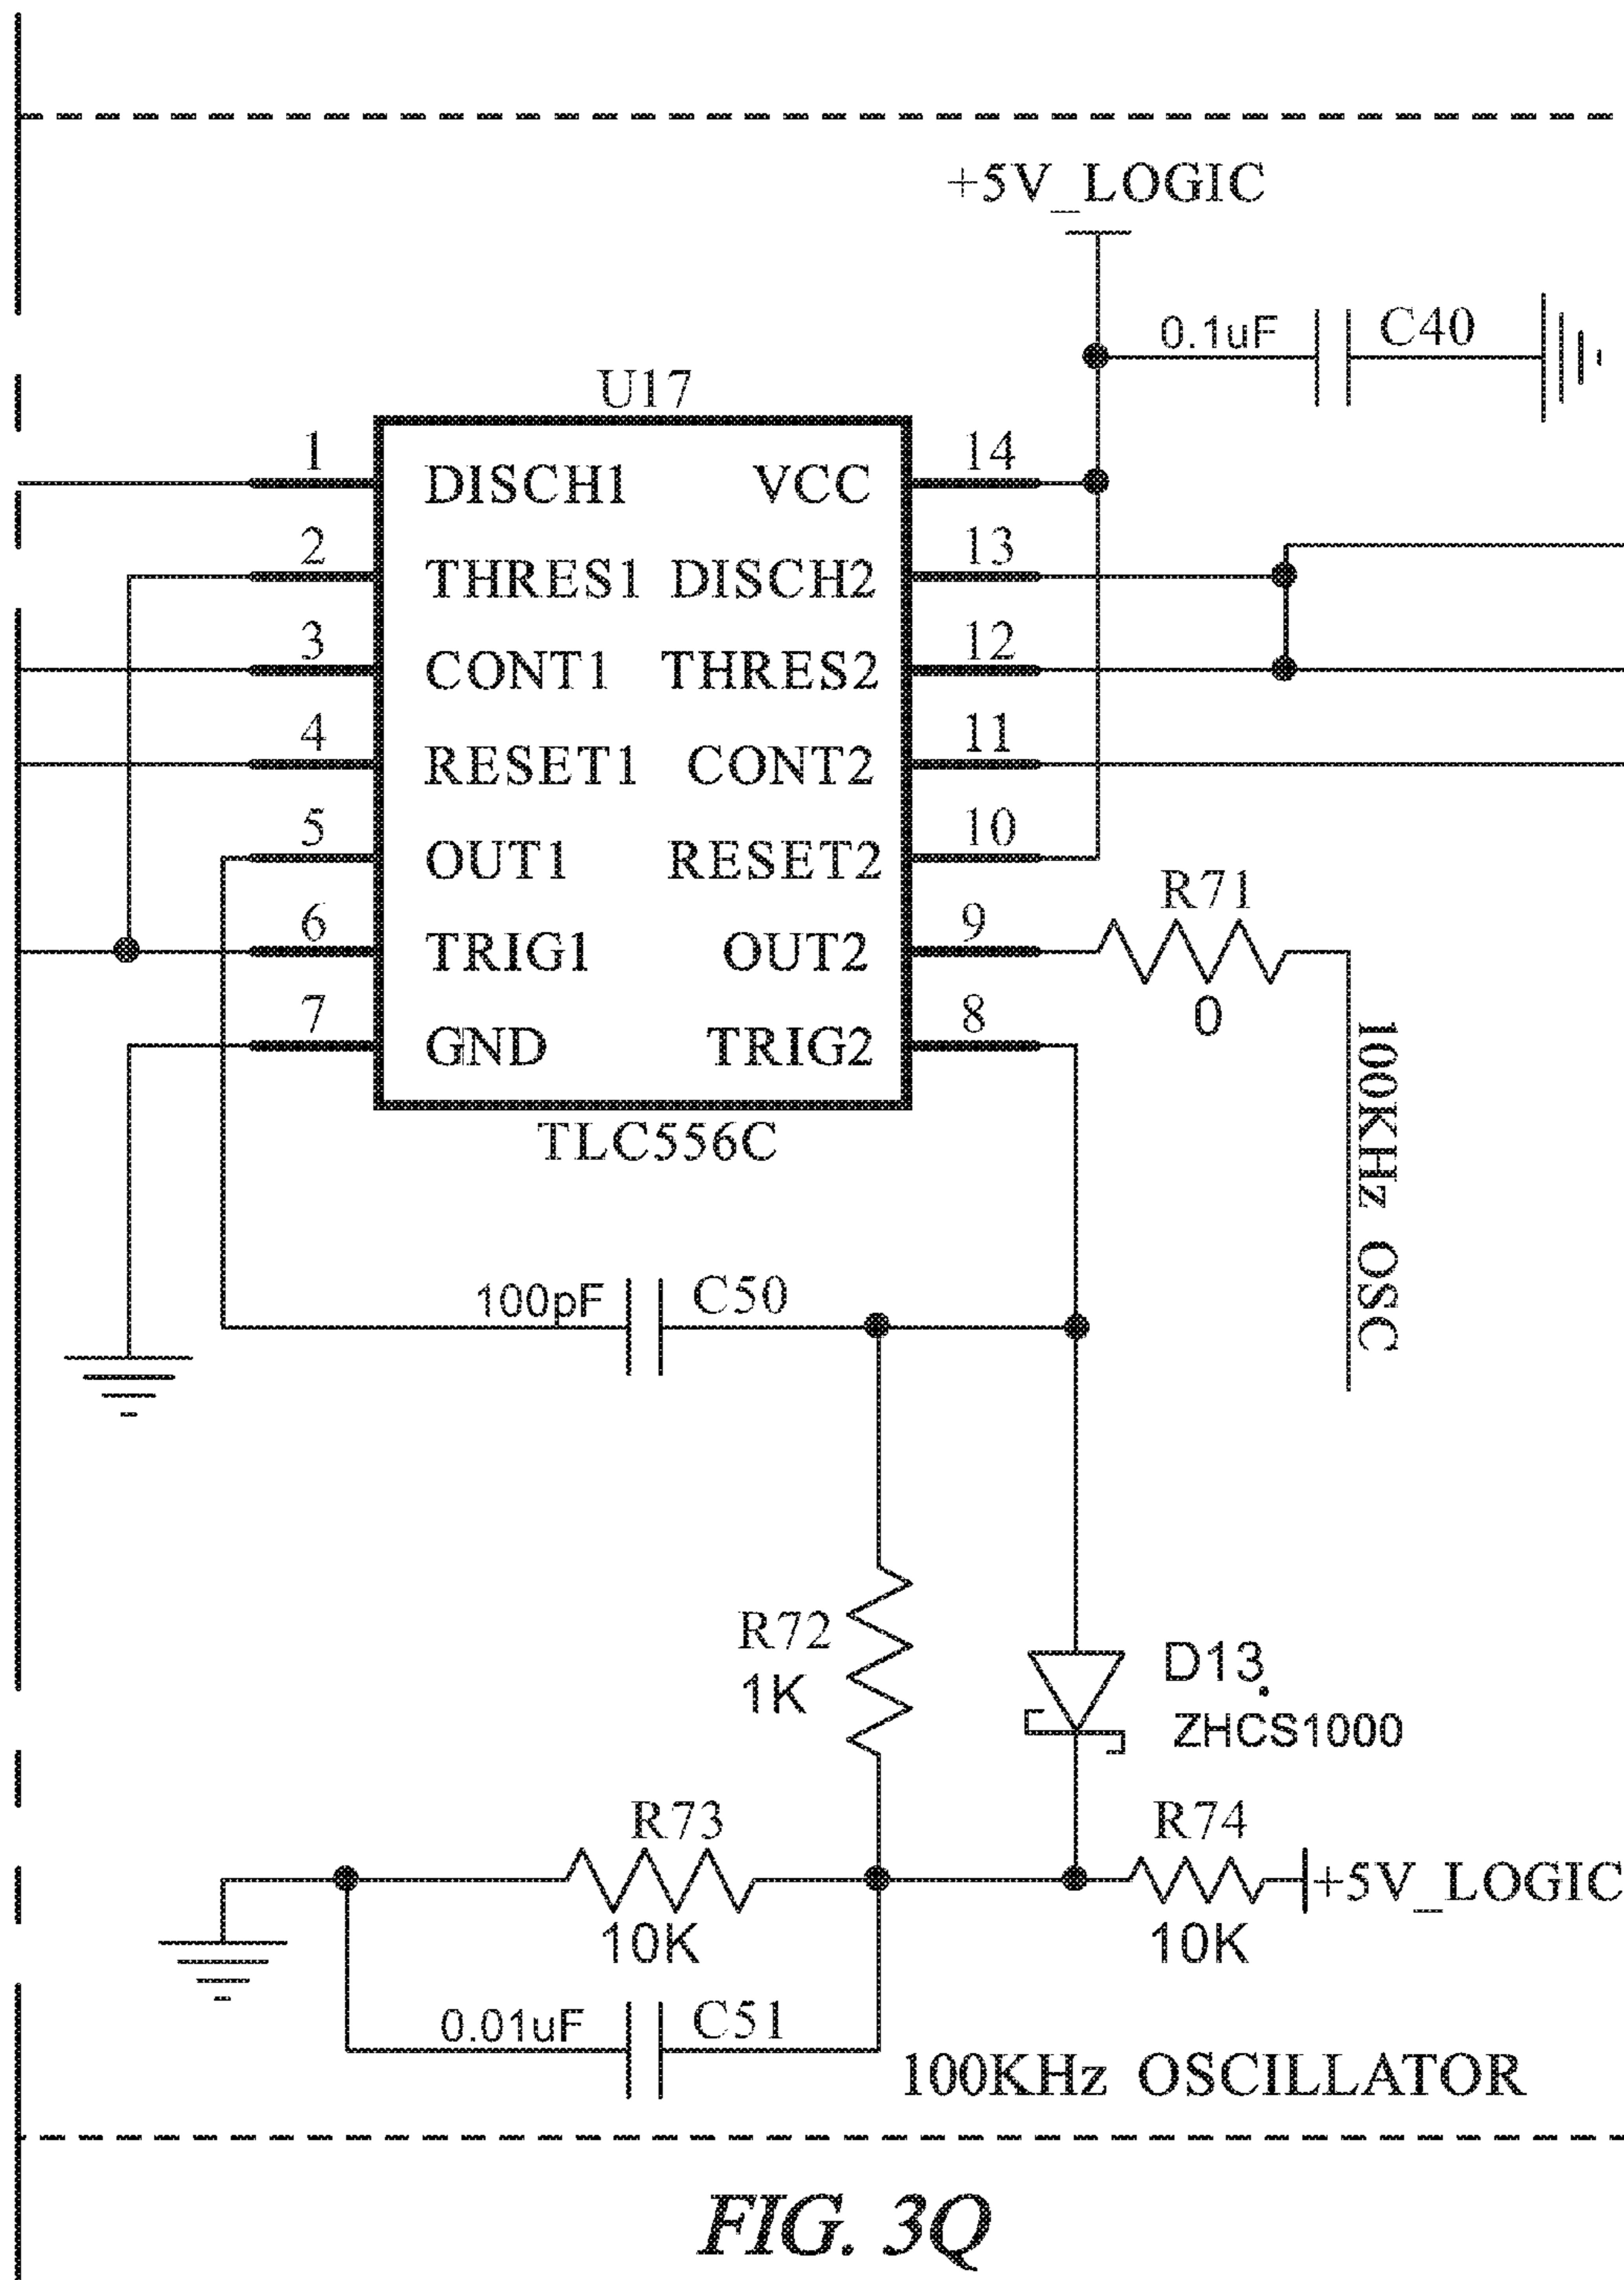 +5V_LOGIC
0.1uF C40
U17
1 DISCH1 VCC 14
2 THRES1 DISCH2 13
3 CONT1 THRES2 12
4 RESET1 CONT2 11
5 OUT1 RESET2 10
6 TRIG1 OUT2 9
7 GND TRIG2 8
TLC556C
R71
0
100KHz OSC
100pF C50
R72
1K
D13
ZHCS1000
R73
10K
R74
10K
+5V_LOGIC
0.01uF C51
100KHz OSCILLATOR
FIG. 3Q